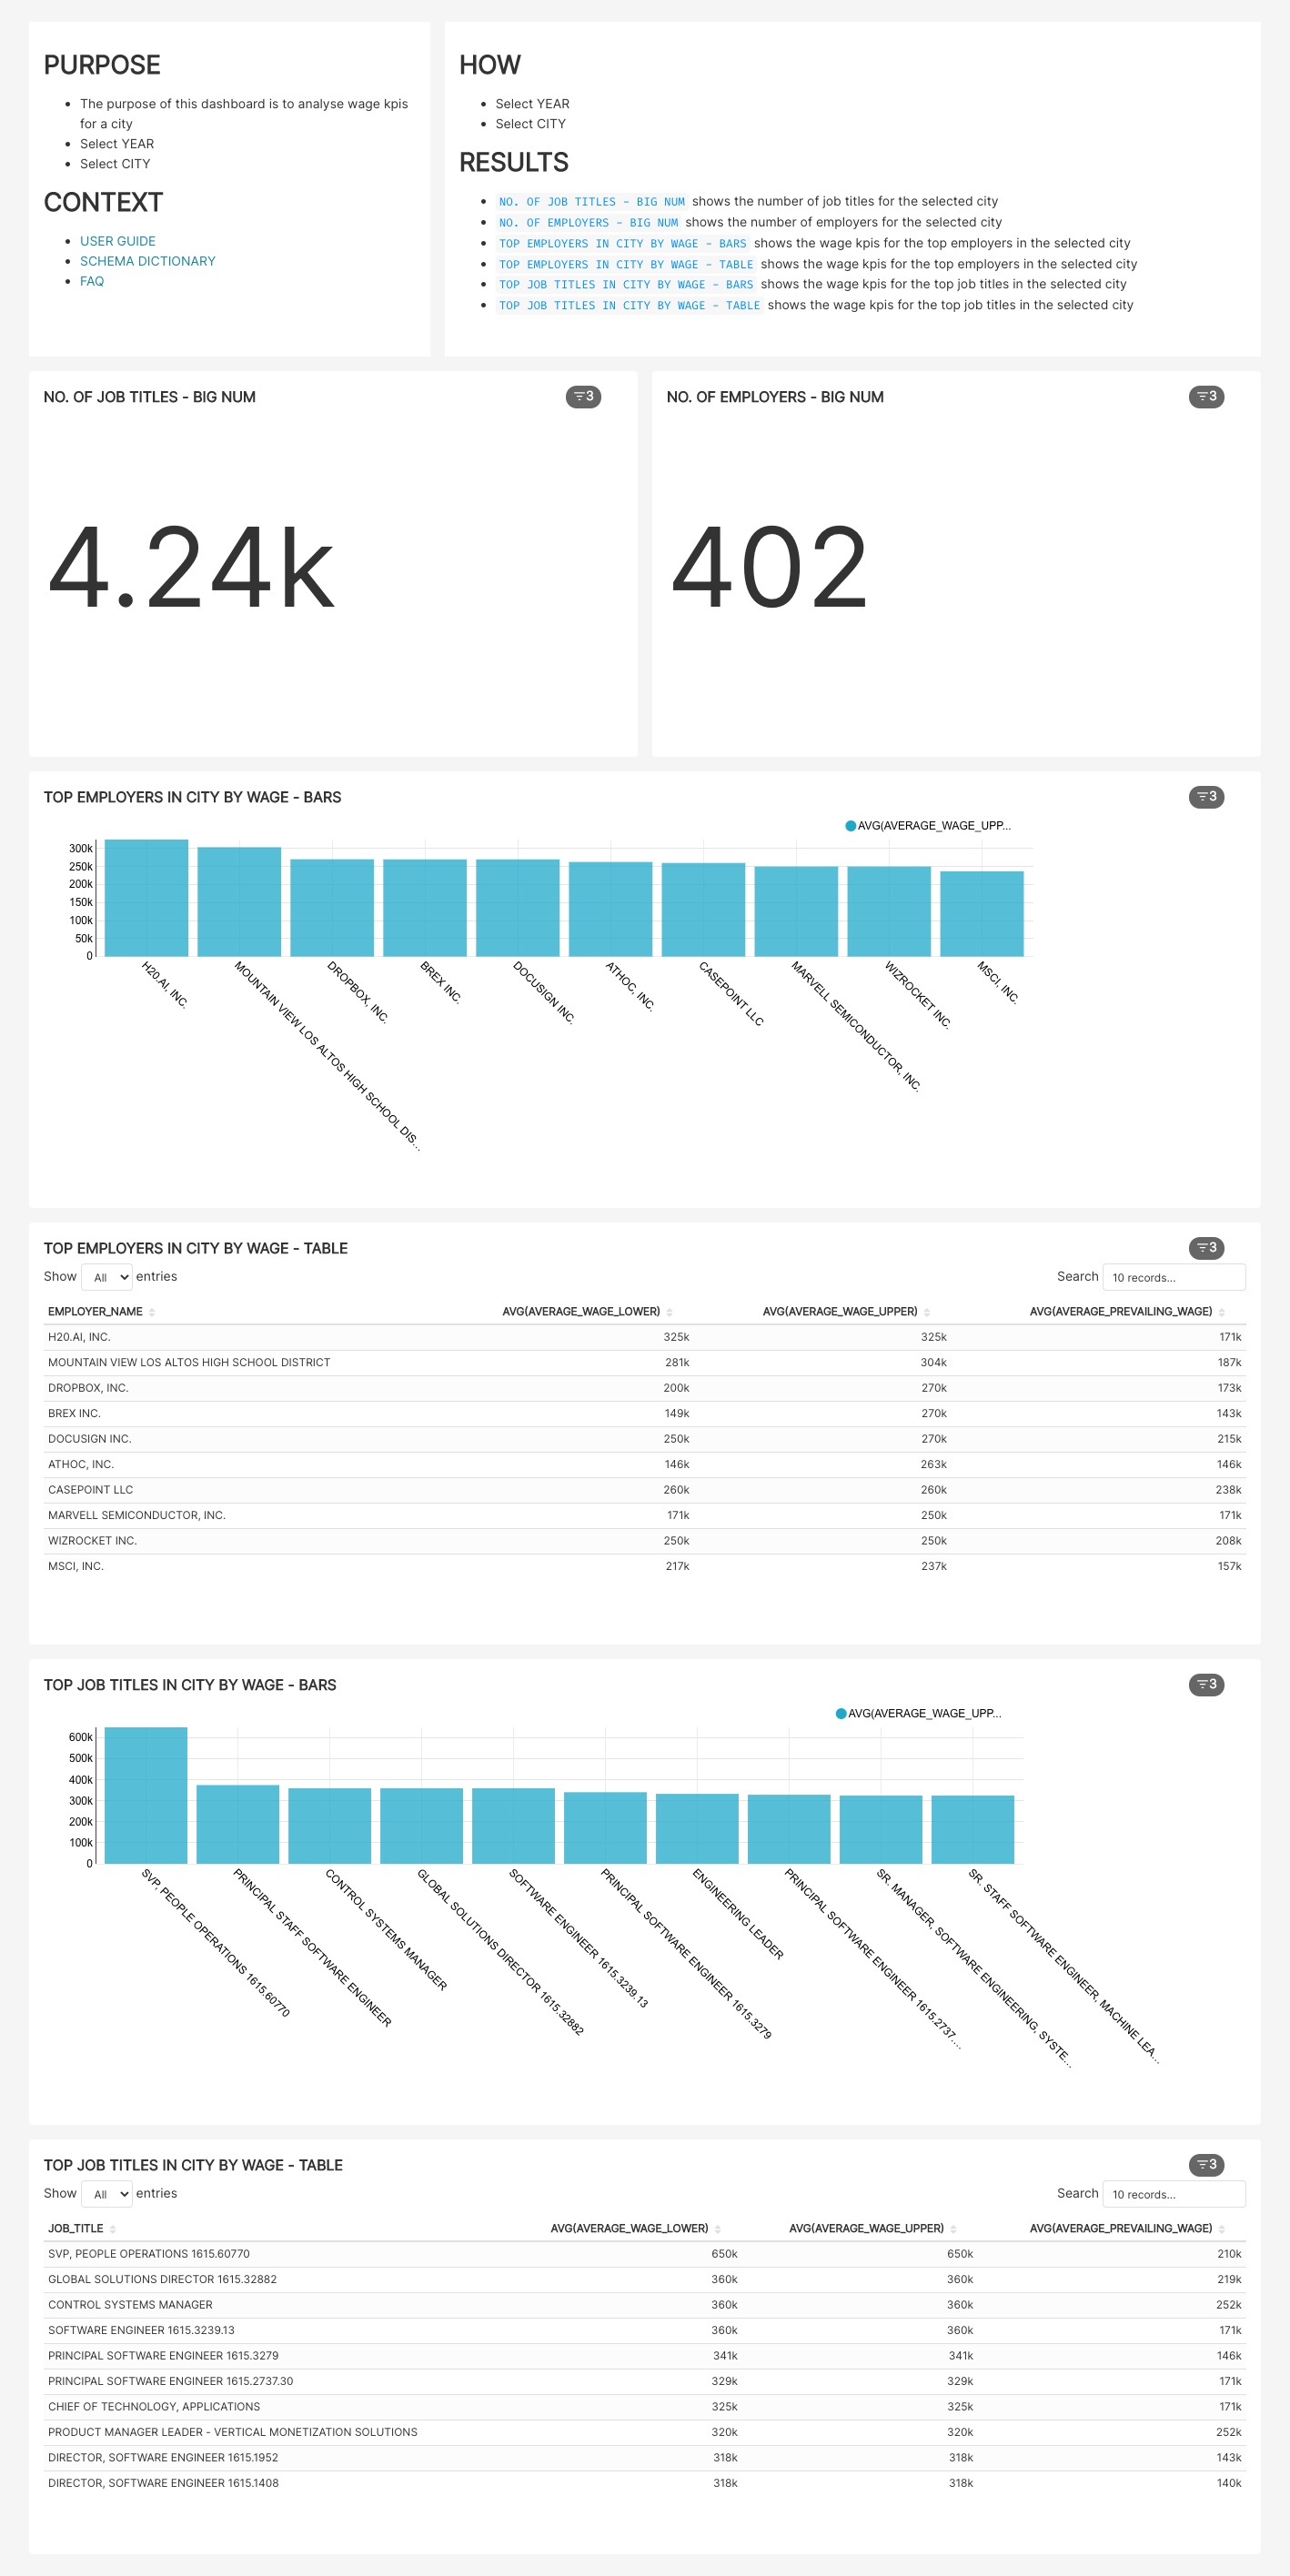 PURPOSE
The purpose of this dashboard is to analyse wage kpis
for a city
Select YEAR
Select CITY
CONTEXT
USER GUIDE
SCHEMA DICTIONARY
FAQ
HOW
Select YEAR
Select CITY
RESULTS
NO. OF JOB TITLES - BIG NUM shows the number of job titles for the selected city
NO. OF EMPLOYERS - BIG NUM shows the number of employers for the selected city
TOP EMPLOYERS IN CITY BY WAGE - BARS shows the wage kpis for the top employers in the selected city
TOP EMPLOYERS IN CITY BY WAGE - TABLE shows the wage kpis for the top employers in the selected city
TOP JOB TITLES IN CITY BY WAGE - BARS shows the wage kpis for the top job titles in the selected city
TOP JOB TITLES IN CITY BY WAGE - TABLE shows the wage kpis for the top job titles in the selected city
NO. OF JOB TITLES - BIG NUM 3
4.24k
NO. OF EMPLOYERS - BIG NUM 3
402
TOP EMPLOYERS IN CITY BY WAGE - BARS 3
AVG(AVERAGE_WAGE_UPP...
300k
250k
200k
150k
100k
50k
0
H20.AI, INC.
MOUNTAIN VIEW LOS ALTOS HIGH SCHOOL DIS...
DROPBOX, INC.
BREX INC.
DOCUSIGN INC.
ATHOC, INC.
CASEPOINT LLC
MARVELL SEMICONDUCTOR, INC.
WIZROCKET INC.
MSCI, INC.
TOP EMPLOYERS IN CITY BY WAGE - TABLE 3
Show All entries Search 10 records...
EMPLOYER_NAME AVG(AVERAGE_WAGE_LOWER) AVG(AVERAGE_WAGE_UPPER) AVG(AVERAGE_PREVAILING_WAGE)
H20.AI, INC. 325k 325k 171k
MOUNTAIN VIEW LOS ALTOS HIGH SCHOOL DISTRICT 281k 304k 187k
DROPBOX, INC. 200k 270k 173k
BREX INC. 149k 270k 143k
DOCUSIGN INC. 250k 270k 215k
ATHOC, INC. 146k 263k 146k
CASEPOINT LLC 260k 260k 238k
MARVELL SEMICONDUCTOR, INC. 171k 250k 171k
WIZROCKET INC. 250k 250k 208k
MSCI, INC. 217k 237k 157k
TOP JOB TITLES IN CITY BY WAGE - BARS 3
AVG(AVERAGE_WAGE_UPP...
600k
500k
400k
300k
200k
100k
0
SVP, PEOPLE OPERATIONS 1615.60770
PRINCIPAL STAFF SOFTWARE ENGINEER
CONTROL SYSTEMS MANAGER
GLOBAL SOLUTIONS DIRECTOR 1615.32882
SOFTWARE ENGINEER 1615.3239.13
PRINCIPAL SOFTWARE ENGINEER 1615.3279
ENGINEERING LEADER
PRINCIPAL SOFTWARE ENGINEER 1615.2737....
SR. MANAGER, SOFTWARE ENGINEERING, SYSTE...
SR. STAFF SOFTWARE ENGINEER, MACHINE LEA...
TOP JOB TITLES IN CITY BY WAGE - TABLE 3
Show All entries Search 10 records...
JOB_TITLE AVG(AVERAGE_WAGE_LOWER) AVG(AVERAGE_WAGE_UPPER) AVG(AVERAGE_PREVAILING_WAGE)
SVP, PEOPLE OPERATIONS 1615.60770 650k 650k 210k
GLOBAL SOLUTIONS DIRECTOR 1615.32882 360k 360k 219k
CONTROL SYSTEMS MANAGER 360k 360k 252k
SOFTWARE ENGINEER 1615.3239.13 360k 360k 171k
PRINCIPAL SOFTWARE ENGINEER 1615.3279 341k 341k 146k
PRINCIPAL SOFTWARE ENGINEER 1615.2737.30 329k 329k 171k
CHIEF OF TECHNOLOGY, APPLICATIONS 325k 325k 171k
PRODUCT MANAGER LEADER - VERTICAL MONETIZATION SOLUTIONS 320k 320k 252k
DIRECTOR, SOFTWARE ENGINEER 1615.1952 318k 318k 143k
DIRECTOR, SOFTWARE ENGINEER 1615.1408 318k 318k 140k